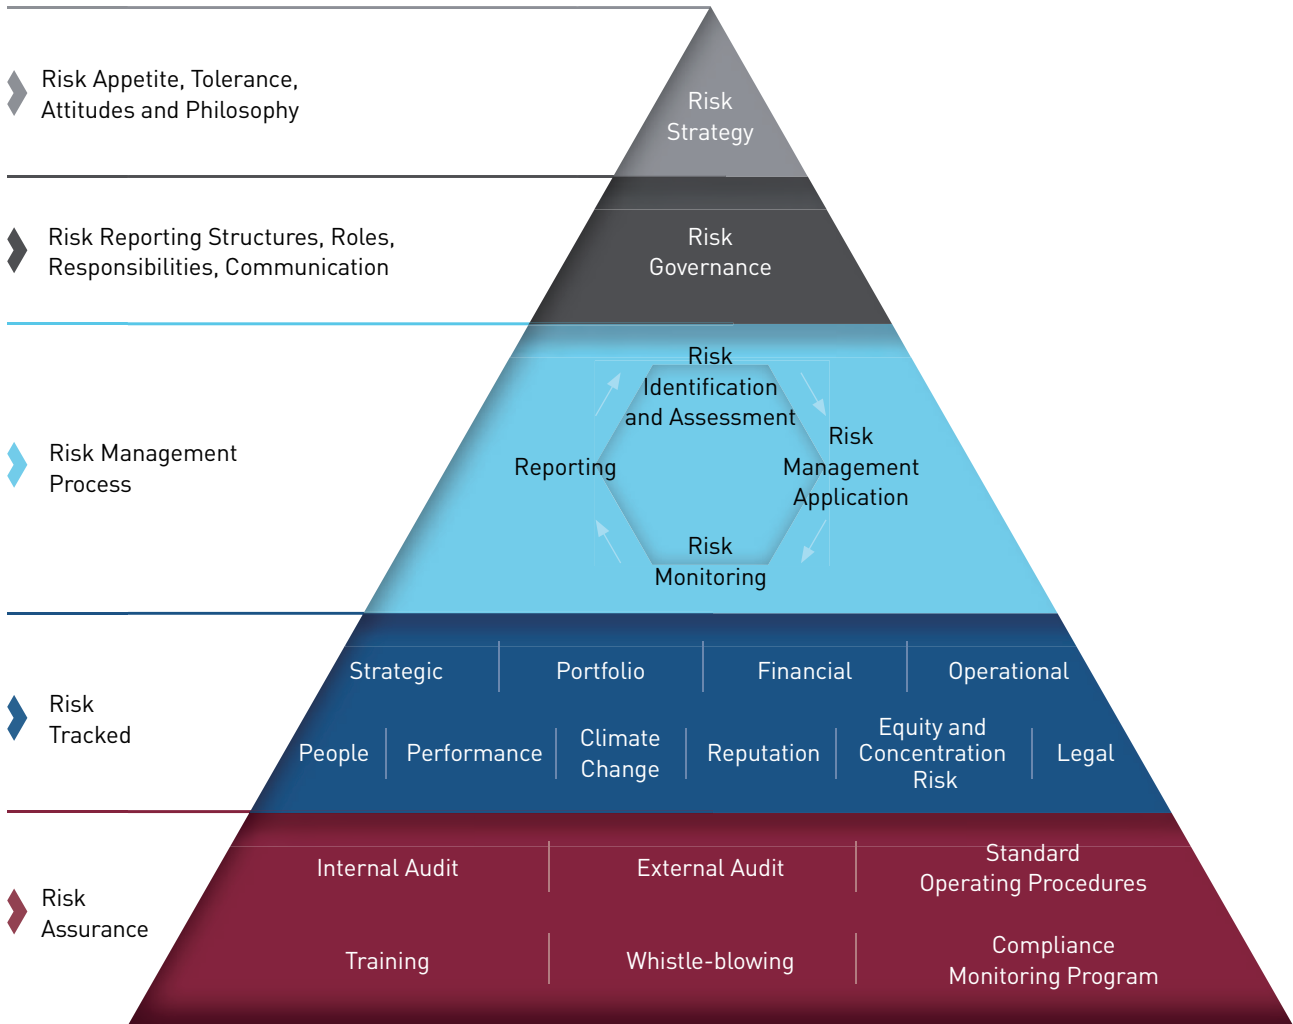 Risk Appetite, Tolerance,
Attitudes and Philosophy
Risk
Strategy
Risk Reporting Structures, Roles,
Responsibilities, Communication
Risk
Governance
Risk Management
Process
Risk
Identification
and Assessment
Risk
Management
Application
Risk
Monitoring
Reporting
Risk
Tracked
Strategic
Portfolio
Financial
Operational
People
Performance
Climate
Change
Reputation
Equity and
Concentration
Risk
Legal
Risk
Assurance
Internal Audit
External Audit
Standard
Operating Procedures
Training
Whistle-blowing
Compliance
Monitoring Program